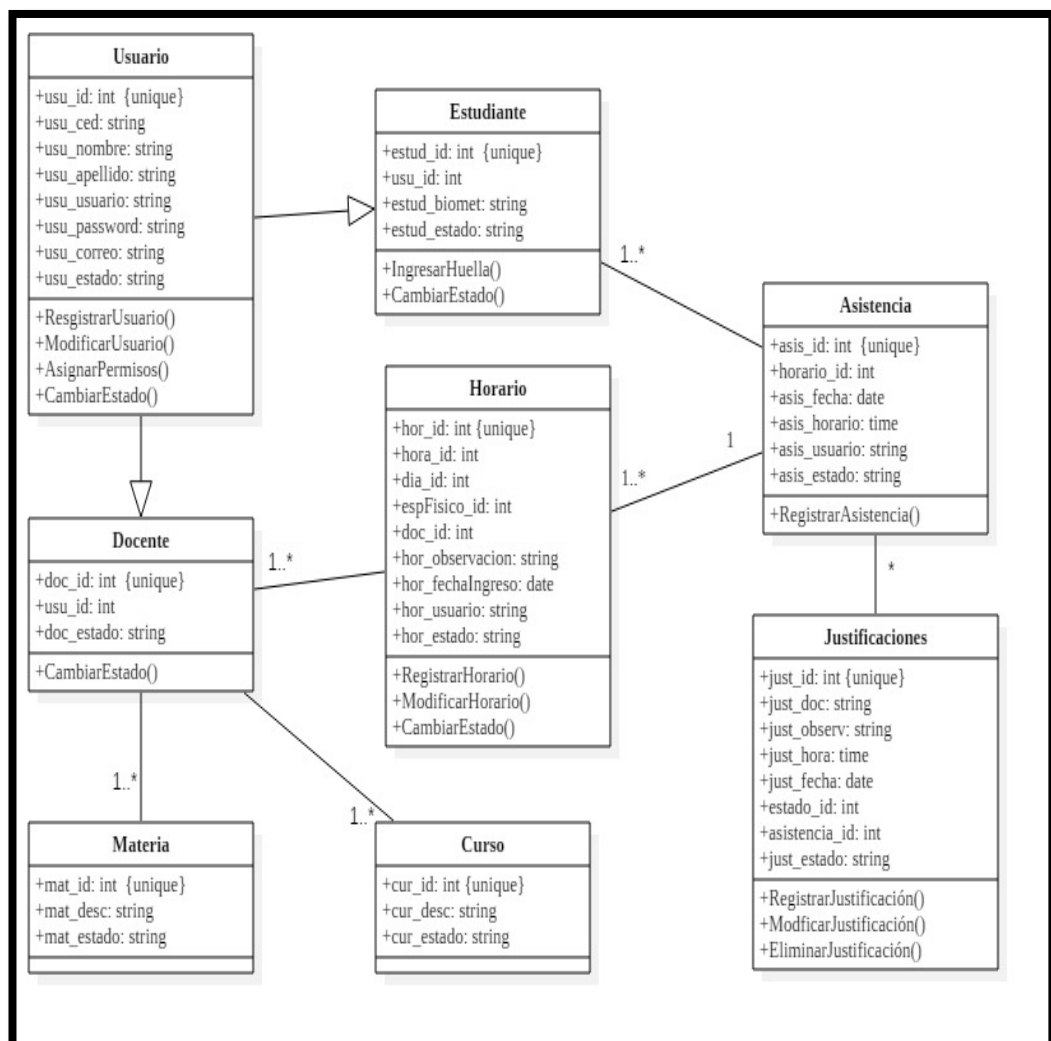 Usuario
+usu_id: int {unique}
+usu_ced: string
+usu_nombre: string
+usu_apellido: string
+usu_usuario: string
+usu_password: string
+usu_correo: string
+usu_estado: string
+ResgistrarUsuario()
+ModificarUsuario()
+AsignarPermisos()
+CambiarEstado()
Estudiante
+estud_id: int {unique}
+usu_id: int
+estud_biomet: string
+estud_estado: string
+IngresarHuella()
+CambiarEstado()
1..*
Asistencia
+asis_id: int {unique}
+horario_id: int
+asis_fecha: date
+asis_horario: time
+asis_usuario: string
+asis_estado: string
+RegistrarAsistencia()
Horario
+hor_id: int {unique}
+hora_id: int
+dia_id: int
+espFisico_id: int
+doc_id: int
+hor_observacion: string
+hor_fechaIngreso: date
+hor_usuario: string
+hor_estado: string
+RegistrarHorario()
+ModificarHorario()
+CambiarEstado()
1
1..*
Docente
+doc_id: int {unique}
+usu_id: int
+doc_estado: string
+CambiarEstado()
1..*
*
Justificaciones
+just_id: int {unique}
+just_doc: string
+just_observ: string
+just_hora: time
+just_fecha: date
+estado_id: int
+asistencia_id: int
+just_estado: string
+RegistrarJustificación()
+ModficarJustificación()
+EliminarJustificación()
1..*
1..*
Materia
+mat_id: int {unique}
+mat_desc: string
+mat_estado: string
Curso
+cur_id: int {unique}
+cur_desc: string
+cur_estado: string